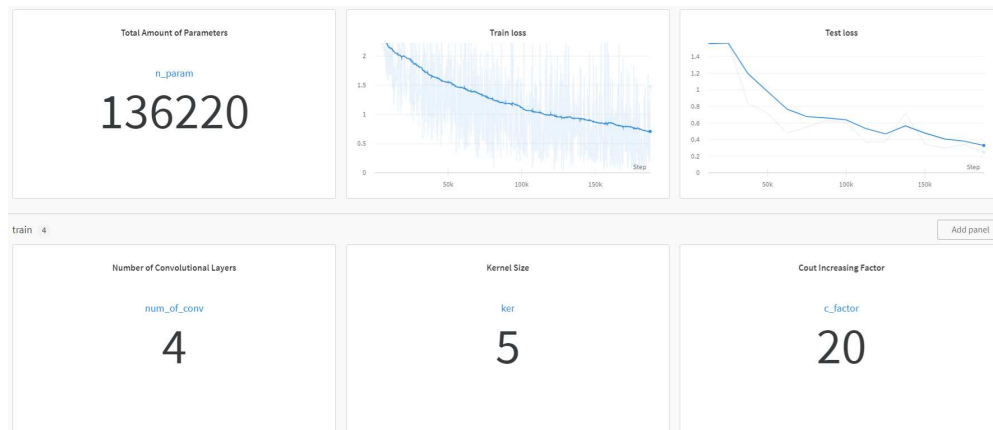 Total Amount of Parameters
n_param
136220
Train loss
2
1.5
1
0.5
0
50k
100k
150k
Step
Test loss
1.4
1.2
1
0.8
0.6
0.4
0.2
0
50k
100k
150k
Step
train 4
Add panel
Number of Convolutional Layers
num_of_conv
4
Kernel Size
ker
5
Cout Increasing Factor
c_factor
20